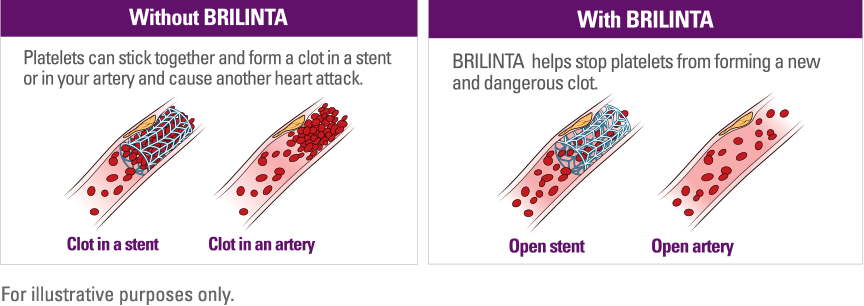 Without BRILINTA
Platelets can stick together and form a clot in a stent
or in your artery and cause another heart attack.
Clot in a stent
Clot in an artery
With BRILINTA
BRILINTA helps stop platelets from forming a new
and dangerous clot.
Open stent
Open artery
For illustrative purposes only.